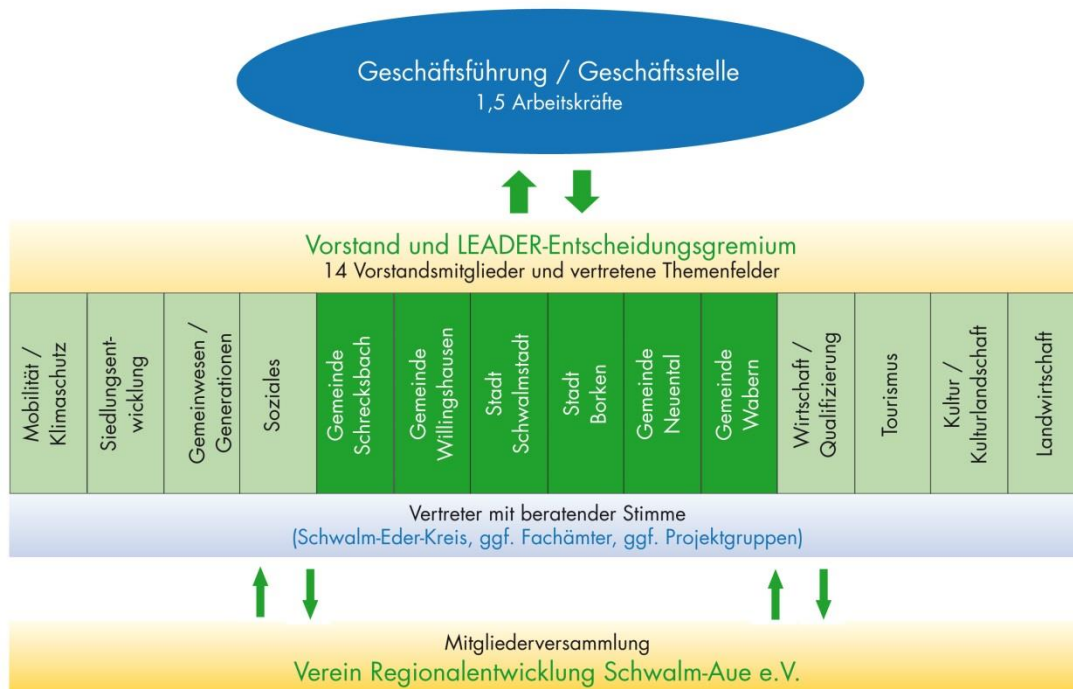 Geschäftsführung / Geschäftsstelle
1,5 Arbeitskräfte
Vorstand und LEADER-Entscheidungsgremium
14 Vorstandsmitglieder und vertretene Themenfelder
Mobilität /
Klimaschutz
Siedlungsent-
wicklung
Gemeinwesen /
Generationen
Soziales
Gemeinde
Schrecksbach
Gemeinde
Willingshausen
Stadt
Schwalmstadt
Stadt
Borken
Gemeinde
Neuental
Gemeinde
Wabern
Wirtschaft /
Qualifizierung
Tourismus
Kultur /
Kulturlandschaft
Landwirtschaft
Vertreter mit beratender Stimme
(Schwalm-Eder-Kreis, ggf. Fachämter, ggf. Projektgruppen)
Mitgliederversammlung
Verein Regionalentwicklung Schwalm-Aue e.V.